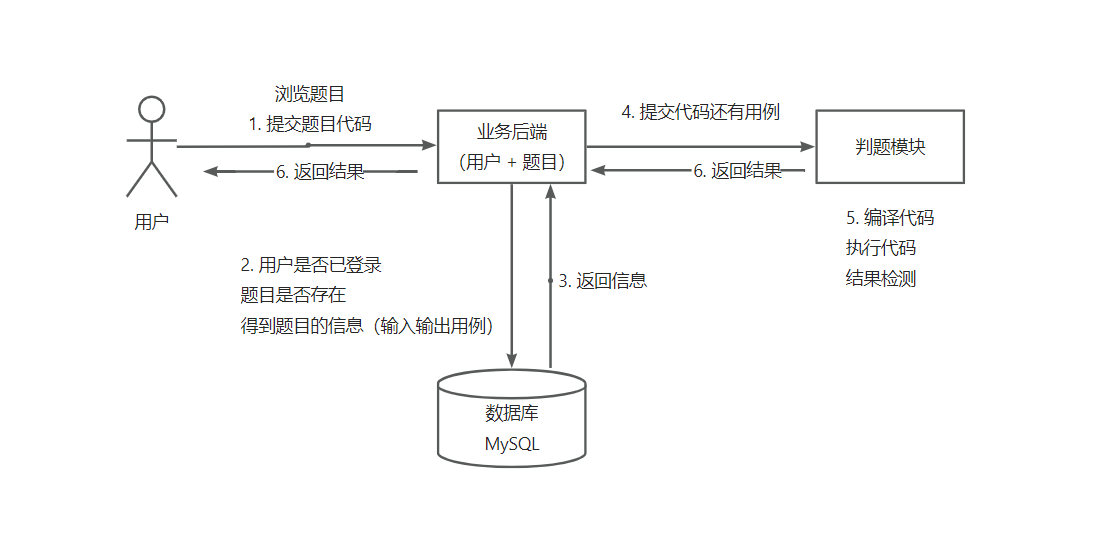 浏览题目
1. 提交题目代码
6. 返回结果
用户
业务后端
（用户 + 题目）
4. 提交代码还有用例
6. 返回结果
判题模块
5. 编译代码
执行代码
结果检测
2. 用户是否已登录
题目是否存在
得到题目的信息（输入输出用例）
3. 返回信息
数据库
MySQL